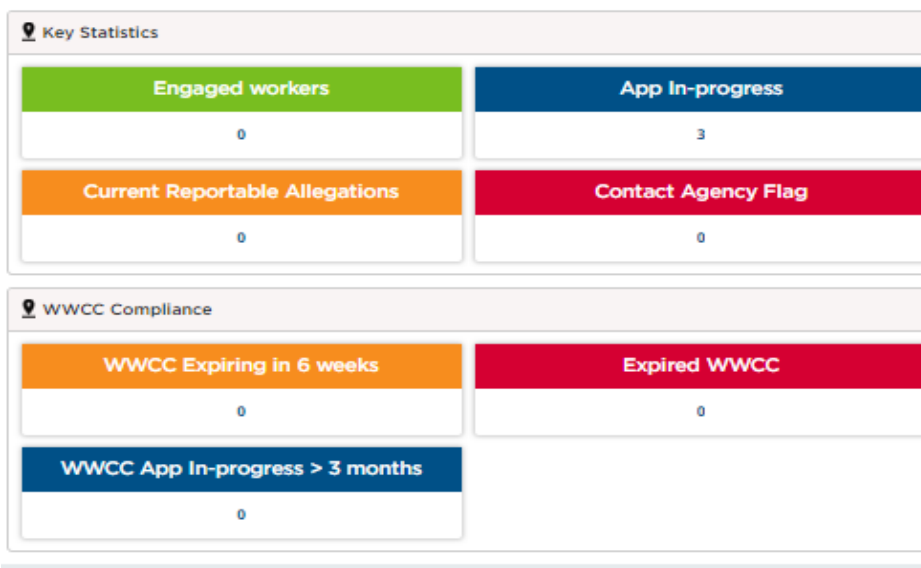 Key Statistics
Engaged workers
App In-progress
0
3
Current Reportable Allegations
Contact Agency Flag
0
0
WWCC Compliance
WWCC Expiring in 6 weeks
Expired WWCC
0
0
WWCC App In-progress > 3 months
0